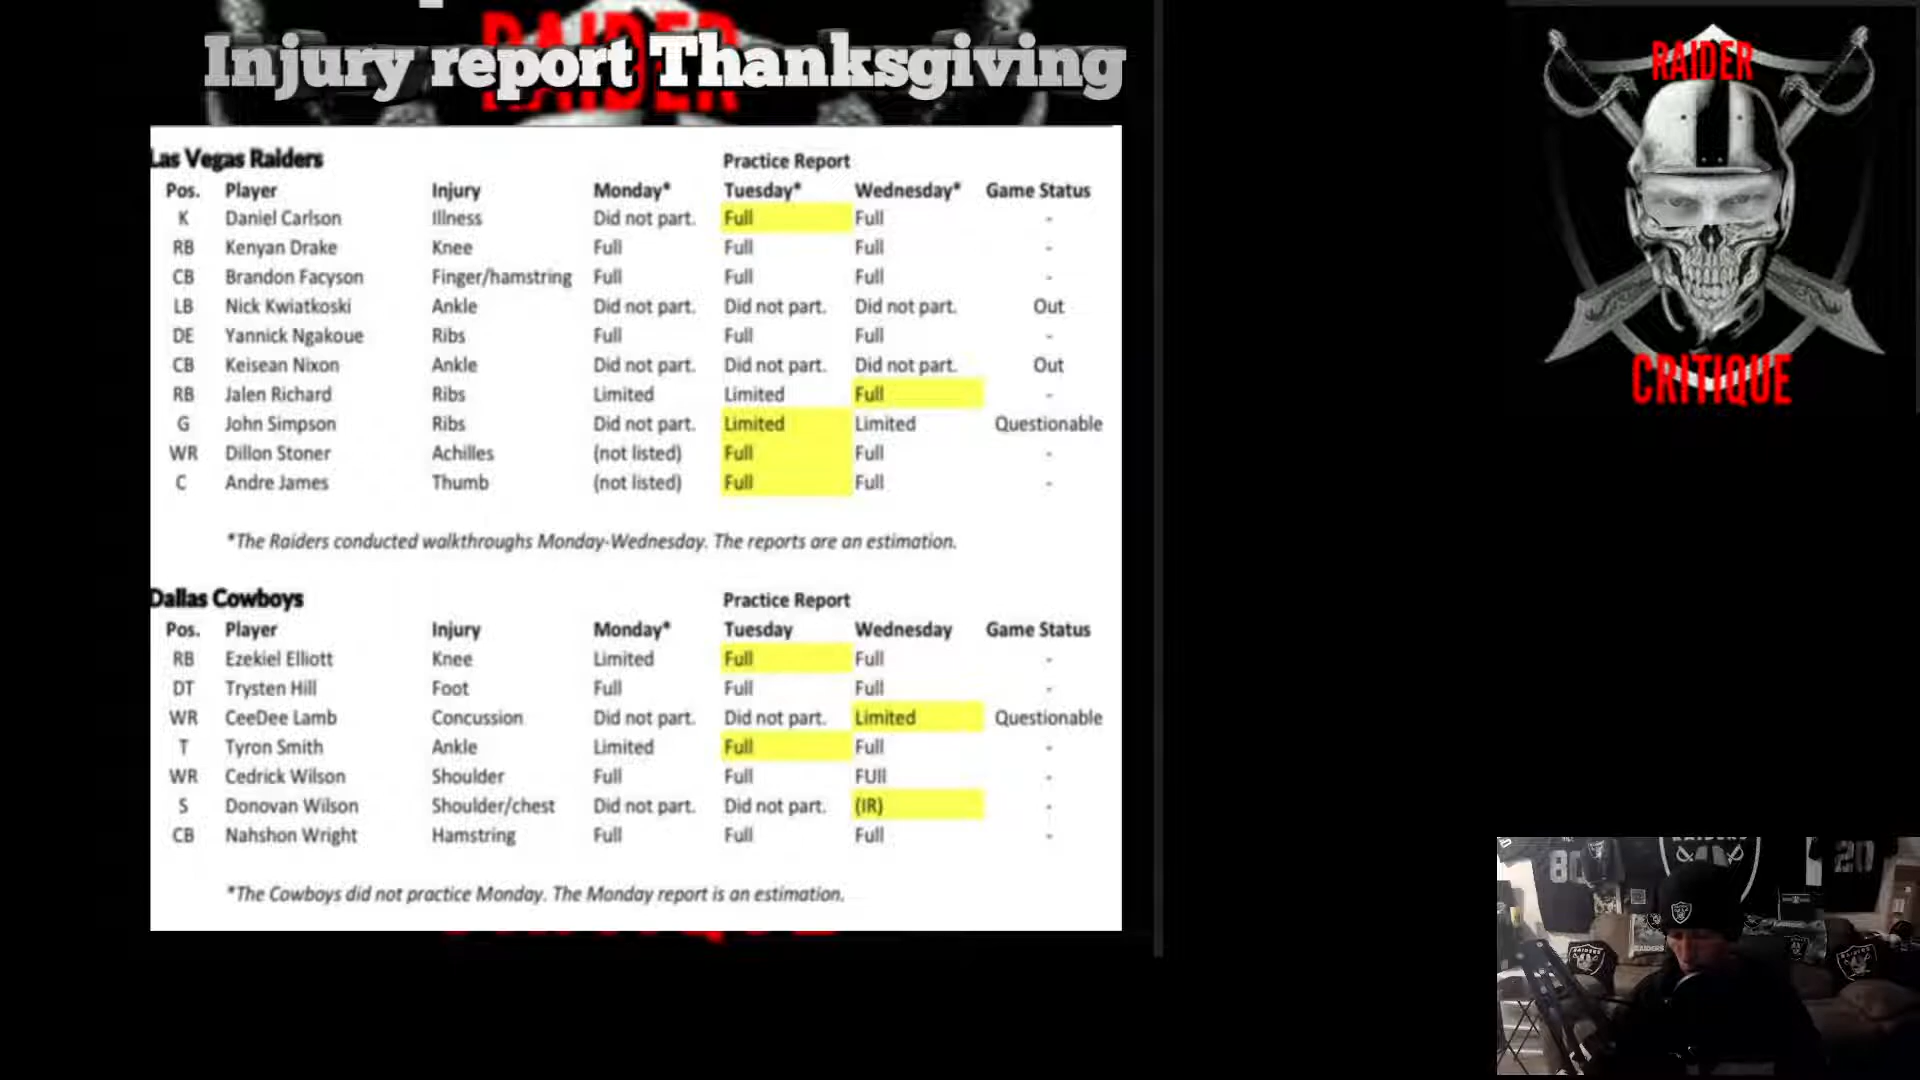 Injury report Thanksgiving
Las Vegas Raiders Practice Report
Pos. Player Injury Monday* Tuesday* Wednesday* Game Status
K Daniel Carlson Illness Did not part. Full Full -
RB Kenyan Drake Knee Full Full Full -
CB Brandon Facyson Finger/hamstring Full Full Full -
LB Nick Kwiatkoski Ankle Did not part. Did not part. Did not part. Out
DE Yannick Ngakoue Ribs Full Full Full -
CB Keisean Nixon Ankle Did not part. Did not part. Did not part. Out
RB Jalen Richard Ribs Limited Limited Full -
G John Simpson Ribs Did not part. Limited Limited Questionable
WR Dillon Stoner Achilles (not listed) Full Full -
C Andre James Thumb (not listed) Full Full -
*The Raiders conducted walkthroughs Monday-Wednesday. The reports are an estimation.
Dallas Cowboys Practice Report
Pos. Player Injury Monday* Tuesday Wednesday Game Status
RB Ezekiel Elliott Knee Limited Full Full -
DT Trysten Hill Foot Full Full Full -
WR CeeDee Lamb Concussion Did not part. Did not part. Limited Questionable
T Tyron Smith Ankle Limited Full Full -
WR Cedrick Wilson Shoulder Full Full FUll -
S Donovan Wilson Shoulder/chest Did not part. Did not part. (IR) -
CB Nahshon Wright Hamstring Full Full Full -
*The Cowboys did not practice Monday. The Monday report is an estimation.
RAIDER
CRITIQUE
RAIDER
80
20